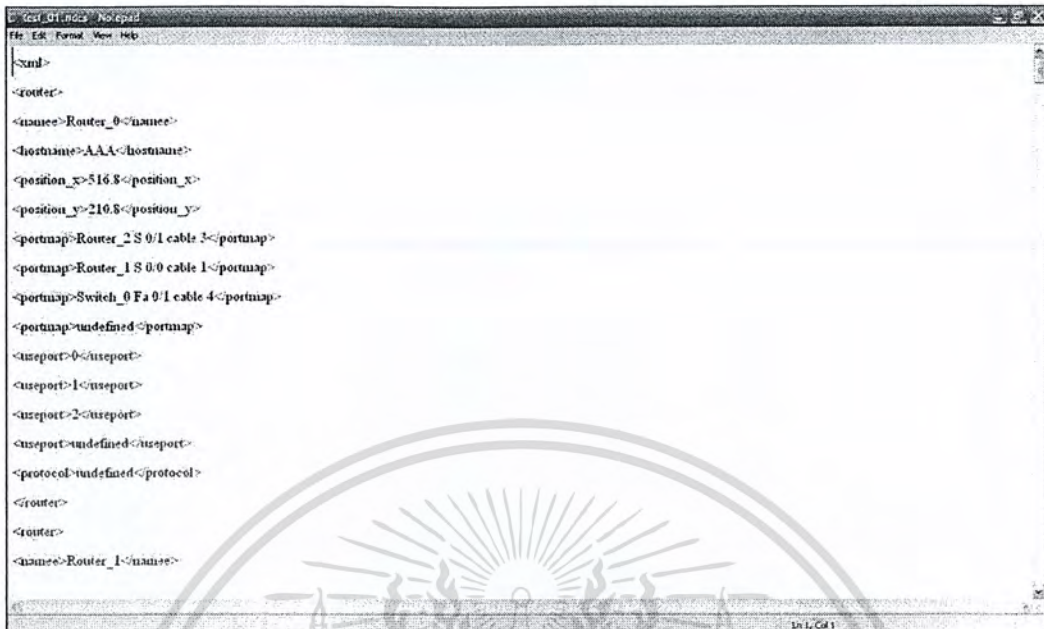 test_01.ndcs Notepad
File Edit Format View Help
<xml>
<router>
<namee>Router_0</namee>
<hostname>AAA</hostname>
<position_x>516.8</position_x>
<position_y>210.8</position_y>
<portmap>Router_2 S 0/1 cable 3</portmap>
<portmap>Router_1 S 0/0 cable 1</portmap>
<portmap>Switch_0 Fa 0/1 cable 4</portmap>
<portmap>undefined</portmap>
<useport>0</useport>
<useport>1</useport>
<useport>2</useport>
<useport>undefined</useport>
<protocol>undefined</protocol>
</router>
<router>
<namee>Router_1</namee>
Ln 1, Col 1